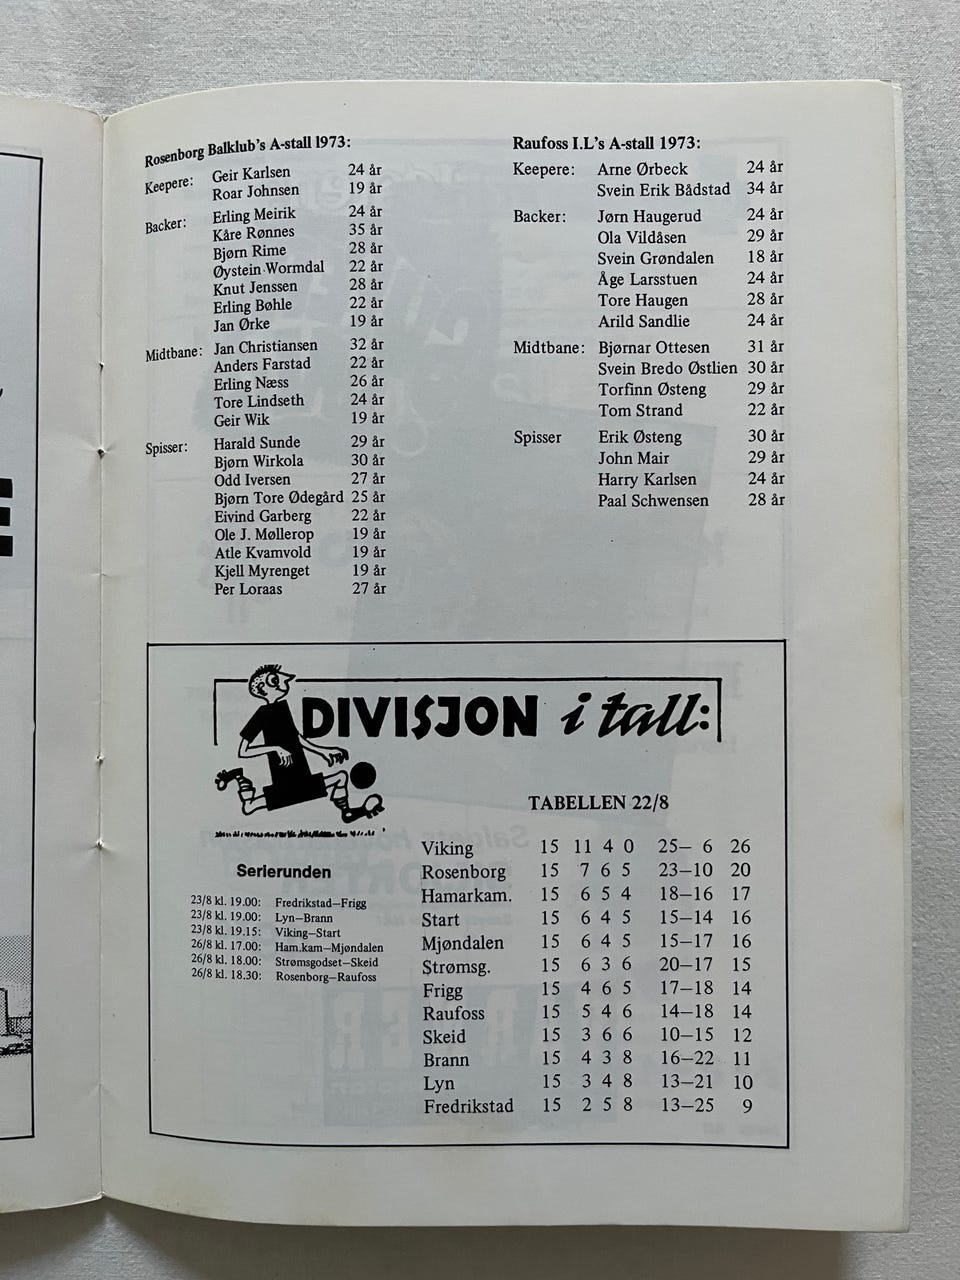 Rosenborg Balklub's A-stall 1973:
Keepere: Geir Karlsen 24 år
Roar Johnsen 19 år
Backer: Erling Meirik 24 år
Kåre Rønnes 35 år
Bjørn Rime 28 år
Øystein Wormdal 22 år
Knut Jenssen 28 år
Erling Bøhle 22 år
Jan Ørke 19 år
Midtbane: Jan Christiansen 32 år
Anders Farstad 22 år
Erling Næss 26 år
Tore Lindseth 24 år
Geir Wik 19 år
Spisser: Harald Sunde 29 år
Bjørn Wirkola 30 år
Odd Iversen 27 år
Bjørn Tore Ødegård 25 år
Eivind Garberg 22 år
Ole J. Møllerop 19 år
Atle Kvamvold 19 år
Kjell Myrenget 19 år
Per Loraas 27 år
Raufoss I.L's A-stall 1973:
Keepere: Arne Ørbeck 24 år
Svein Erik Bådstad 34 år
Backer: Jørn Haugerud 24 år
Ola Vildåsen 29 år
Svein Grøndalen 18 år
Åge Larsstuen 24 år
Tore Haugen 28 år
Arild Sandlie 24 år
Midtbane: Bjørnar Ottesen 31 år
Svein Bredo Østlien 30 år
Torfinn Østeng 29 år
Tom Strand 22 år
Spisser Erik Østeng 30 år
John Mair 29 år
Harry Karlsen 24 år
Paal Schwensen 28 år
DIVISJON i tall:
Serierunden
23/8 kl. 19.00: Fredrikstad–Frigg
23/8 kl. 19.00: Lyn–Brann
23/8 kl. 19.15: Viking–Start
26/8 kl. 17.00: Ham.kam–Mjøndalen
26/8 kl. 18.00: Strømsgodset–Skeid
26/8 kl. 18.30: Rosenborg–Raufoss
TABELLEN 22/8
Viking 15 11 4 0 25– 6 26
Rosenborg 15 7 6 5 23–10 20
Hamarkam. 15 6 5 4 18–16 17
Start 15 6 4 5 15–14 16
Mjøndalen 15 6 4 5 15–17 16
Strømsg. 15 6 3 6 20–17 15
Frigg 15 4 6 5 17–18 14
Raufoss 15 5 4 6 14–18 14
Skeid 15 3 6 6 10–15 12
Brann 15 4 3 8 16–22 11
Lyn 15 3 4 8 13–21 10
Fredrikstad 15 2 5 8 13–25 9